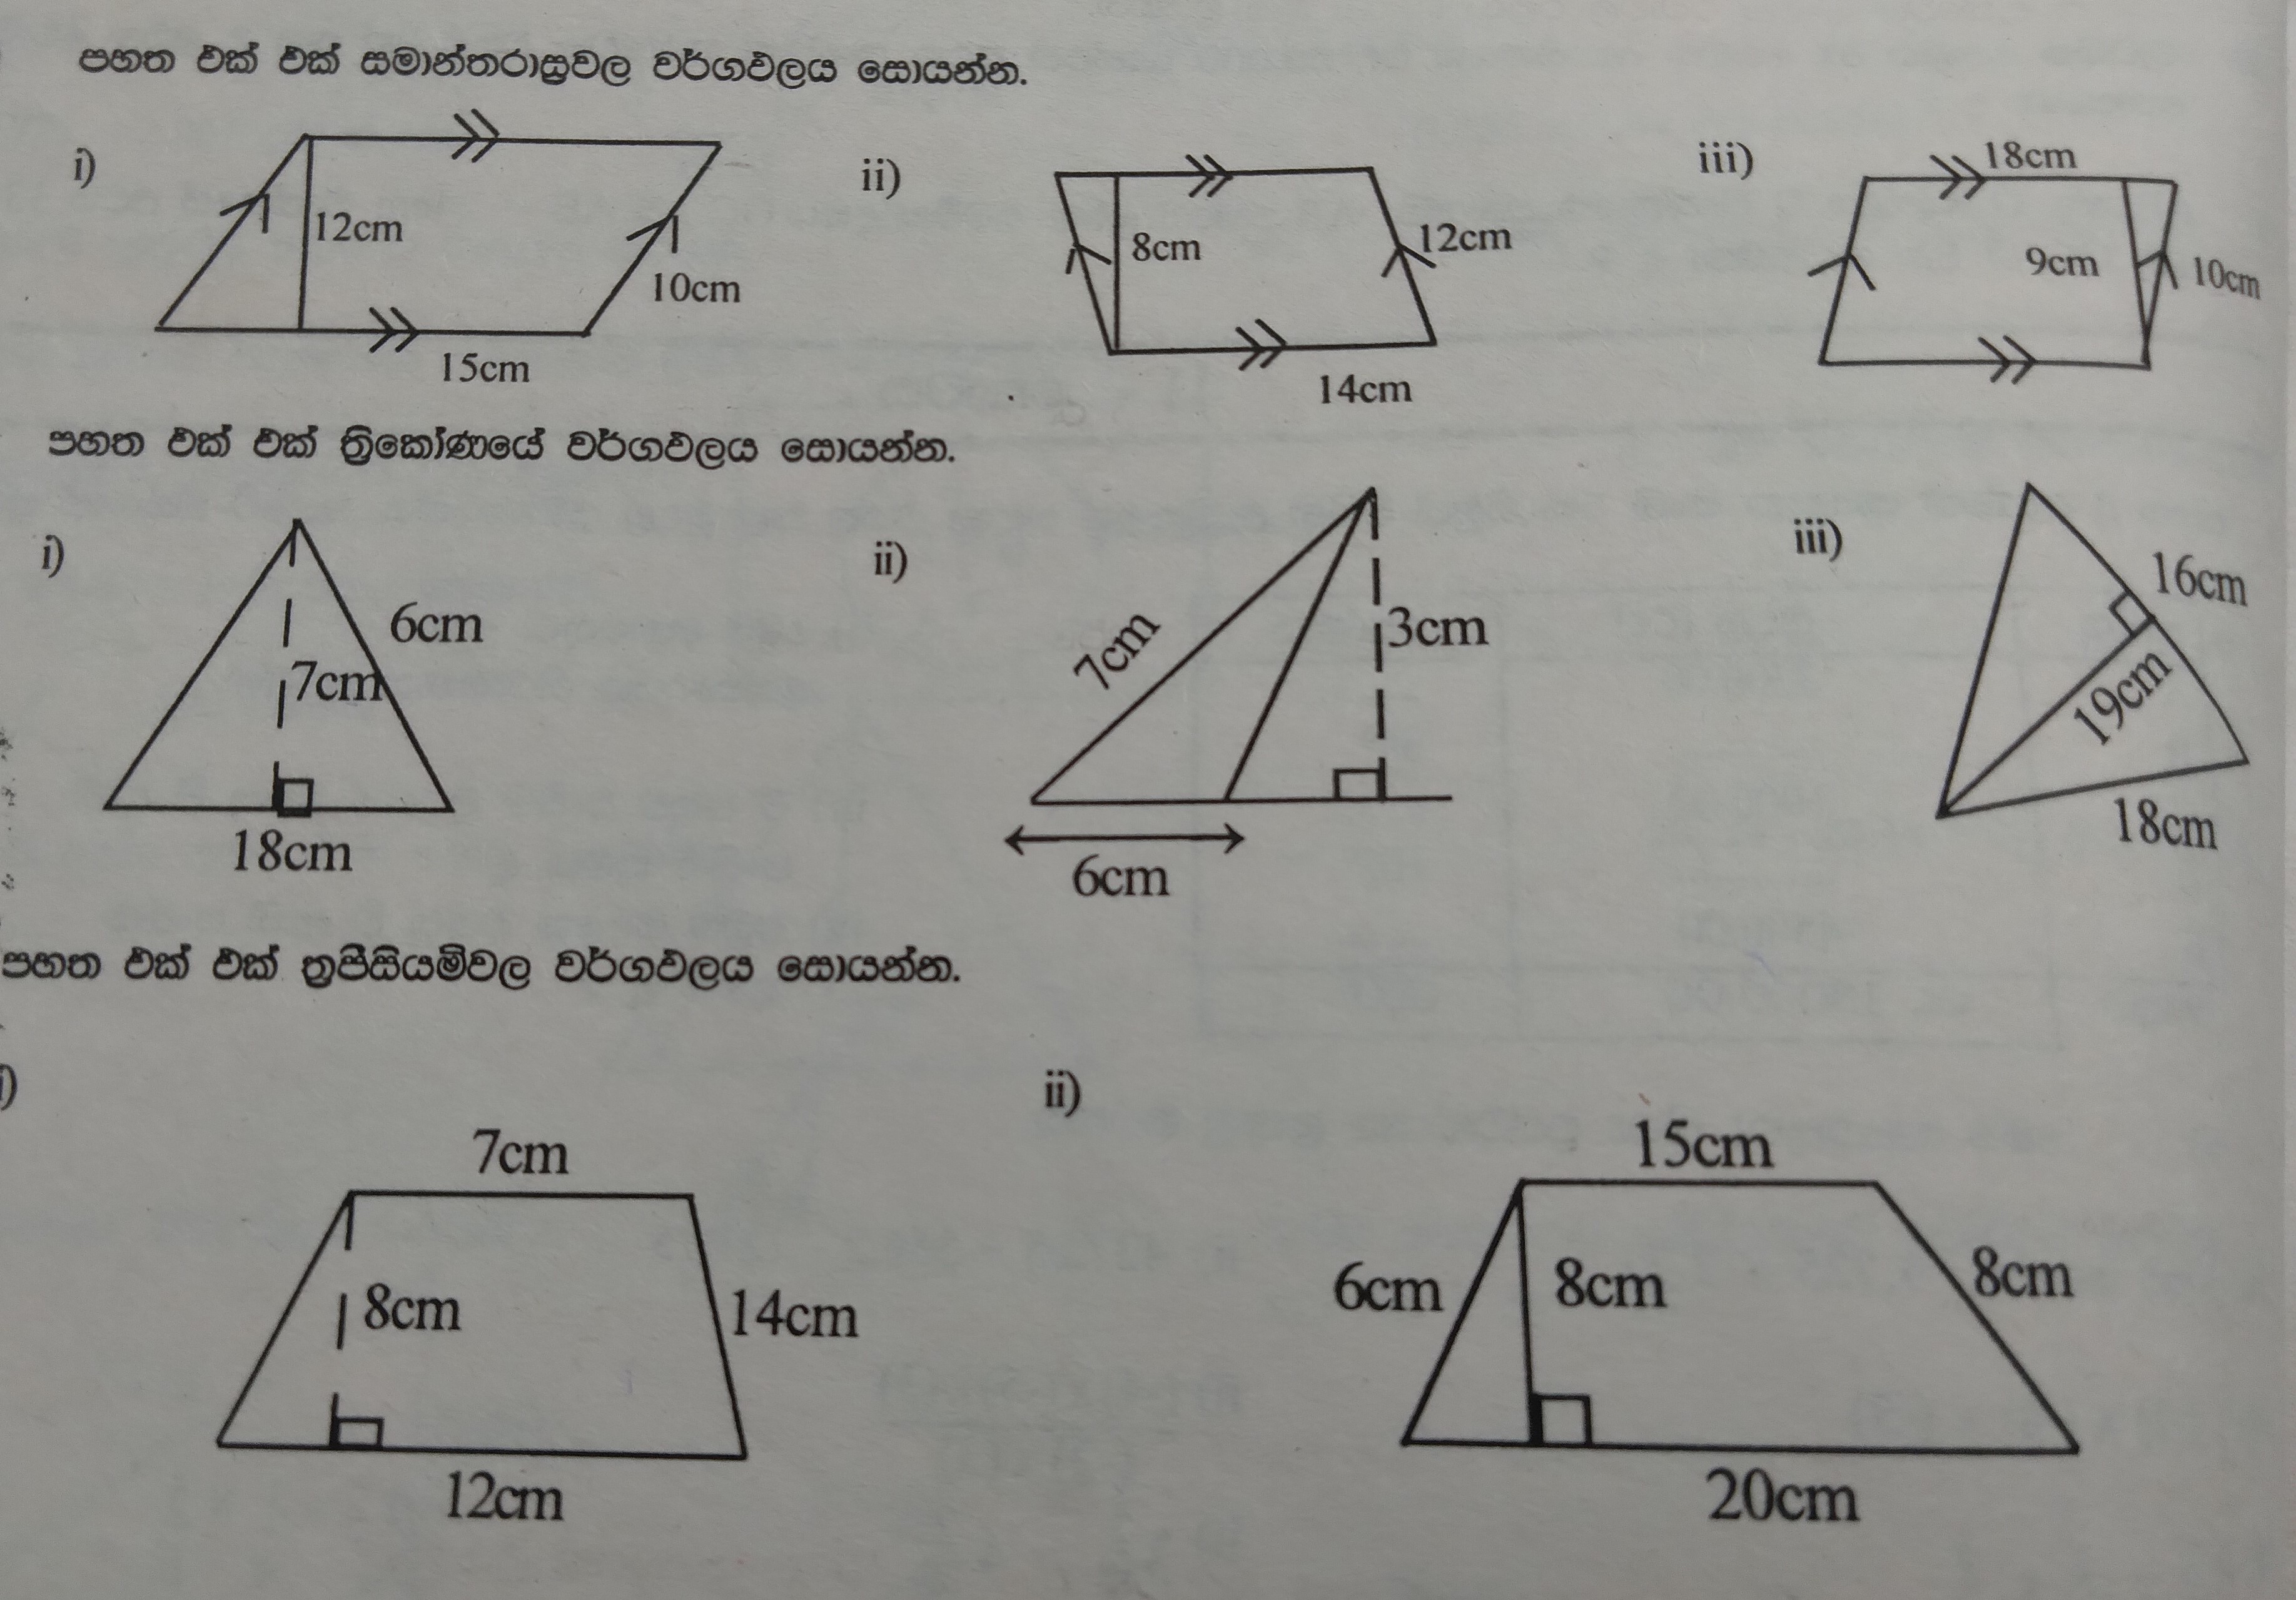 පහත එක් එක් සමාන්තරාස්‍රවල වර්ගඵලය සොයන්න.
i)
12cm
10cm
15cm
ii)
8cm
12cm
14cm
iii)
18cm
9cm
10cm
පහත එක් එක් ත්‍රිකෝණයේ වර්ගඵලය සොයන්න.
i)
6cm
7cm
18cm
ii)
7cm
3cm
6cm
iii)
16cm
19cm
18cm
පහත එක් එක් ත්‍රපීසියම්වල වර්ගඵලය සොයන්න.
i)
7cm
8cm
14cm
12cm
ii)
15cm
6cm
8cm
8cm
20cm